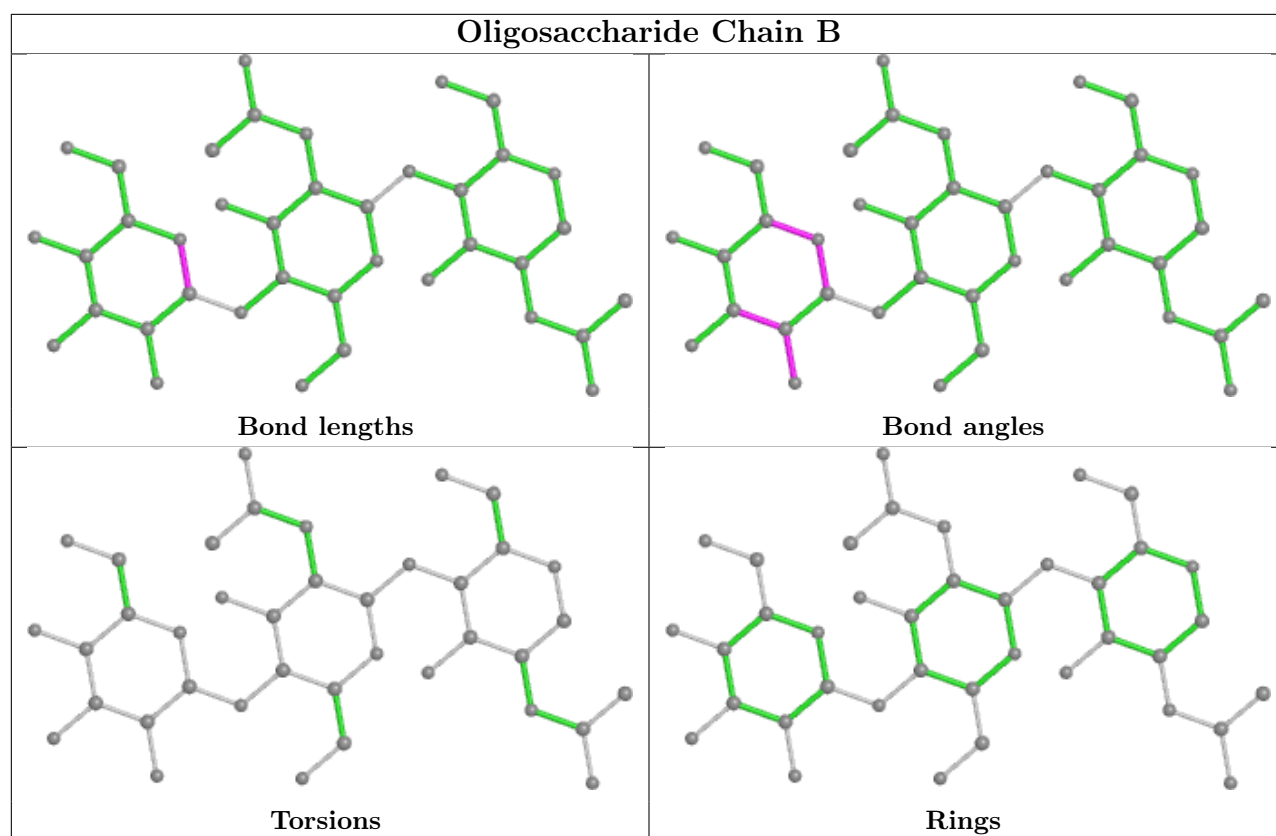 Oligosaccharide Chain B
Bond lengths
Bond angles
Torsions
Rings